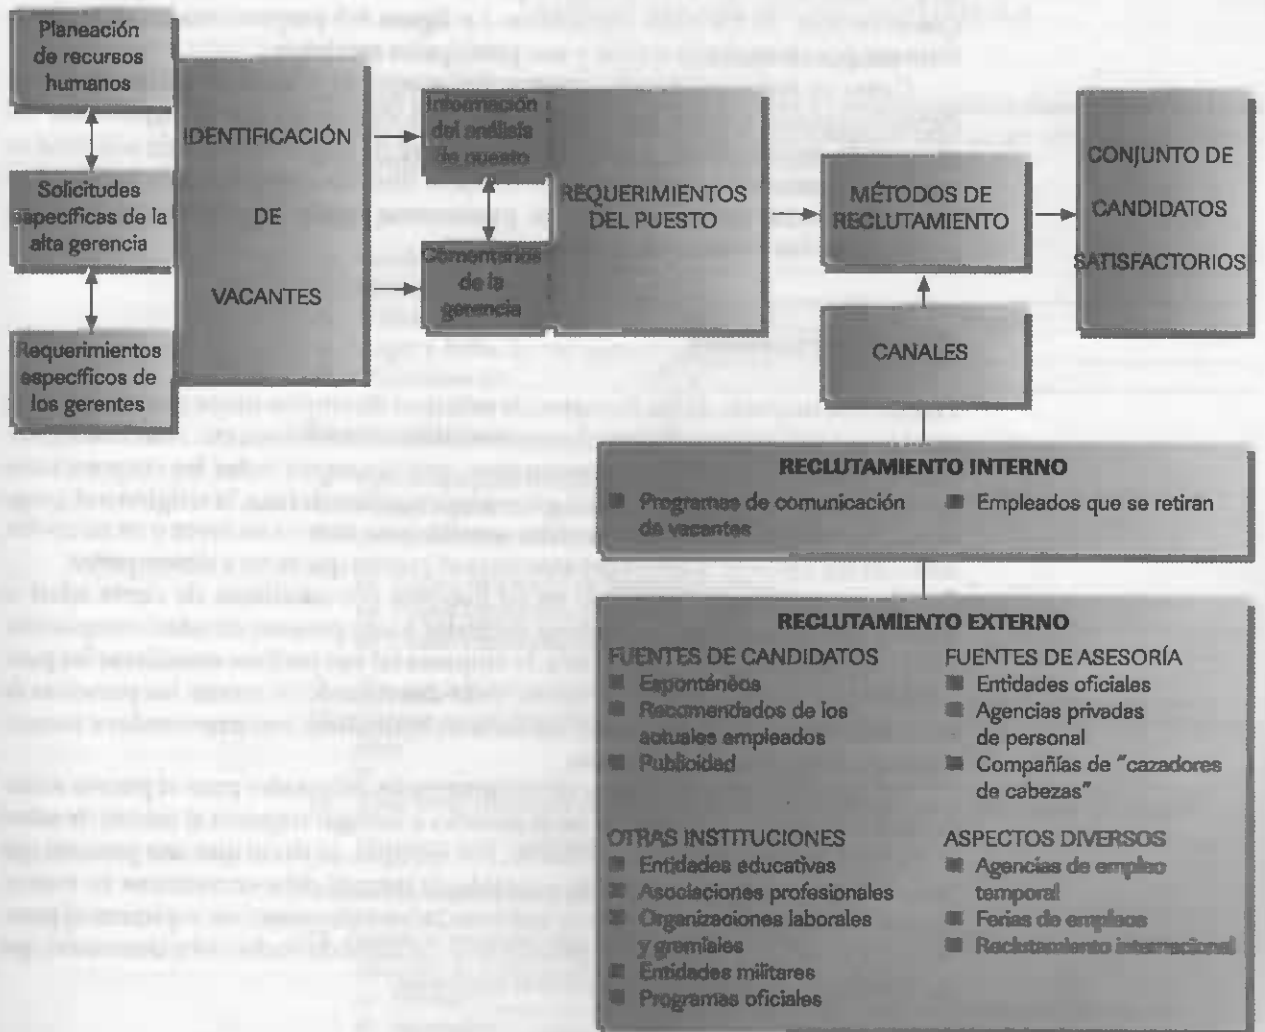 Planeación
de recursos
humanos
Solicitudes
específicas de la
alta gerencia
Requerimientos
específicos de
los gerentes
IDENTIFICACIÓN
DE
VACANTES
Información
del análisis
de puesto
Comentarios
de la
gerencia
REQUERIMIENTOS
DEL PUESTO
MÉTODOS DE
RECLUTAMIENTO
CANALES
CONJUNTO DE
CANDIDATOS
SATISFACTORIOS
RECLUTAMIENTO INTERNO
Programas de comunicación
de vacantes
Empleados que se retiran
RECLUTAMIENTO EXTERNO
FUENTES DE CANDIDATOS
Espontáneos
Recomendados de los
actuales empleados
Publicidad
FUENTES DE ASESORÍA
Entidades oficiales
Agencias privadas
de personal
Compañías de "cazadores
de cabezas"
OTRAS INSTITUCIONES
Entidades educativas
Asociaciones profesionales
Organizaciones laborales
y gremiales
Entidades militares
Programas oficiales
ASPECTOS DIVERSOS
Agencias de empleo
temporal
Ferias de empleos
Reclutamiento internacional